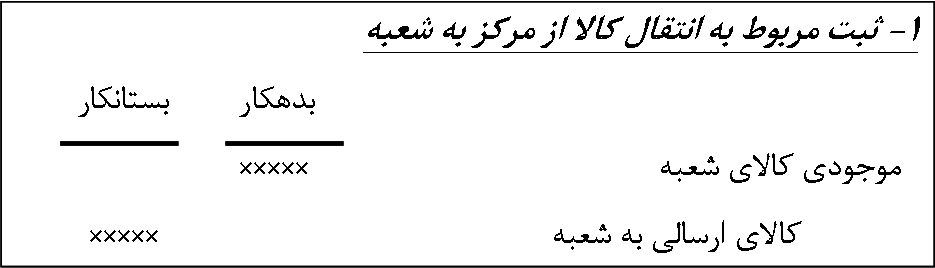 ۱- ثبت مربوط به انتقال کالا از مرکز به شعبه
بدهکار بستانکار
موجودی کالای شعبه ×××××
کالای ارسالی به شعبه ×××××